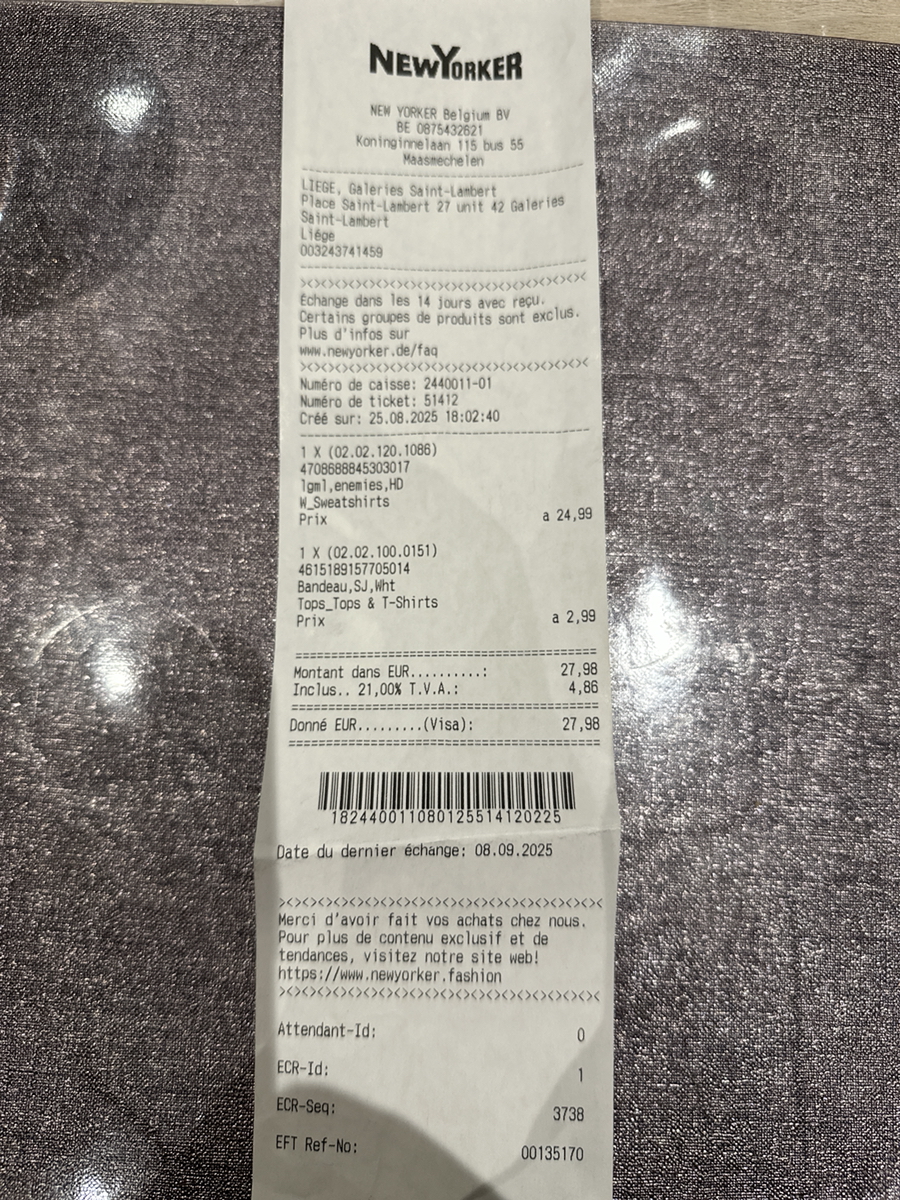 NEWYORKER
NEW YORKER Belgium BV
BE 0875432621
Koninginnelaan 115 bus 55
Maasmechelen
LIEGE, Galeries Saint-Lambert
Place Saint-Lambert 27 unit 42 Galeries
Saint-Lambert
Liége
003243741459
Échange dans les 14 jours avec reçu.
Certains groupes de produits sont exclus.
Plus d'infos sur
www.newyorker.de/faq
Numéro de caisse: 2440011-01
Numéro de ticket: 51412
Créé sur: 25.08.2025 18:02:40
1 X (02.02.120.1086)
4708688845303017
lgml,enemies,HD
W_Sweatshirts
Prix a 24,99
1 X (02.02.100.0151)
4615189157705014
Bandeau,SJ,Wht
Tops_Tops & T-Shirts
Prix a 2,99
Montant dans EUR..........: 27,98
Inclus.. 21,00% T.V.A.: 4,86
Donné EUR.........(Visa): 27,98
182440011080125514120225
Date du dernier échange: 08.09.2025
Merci d'avoir fait vos achats chez nous.
Pour plus de contenu exclusif et de
tendances, visitez notre site web!
https://www.newyorker.fashion
Attendant-Id: 0
ECR-Id: 1
ECR-Seq: 3738
EFT Ref-No: 00135170